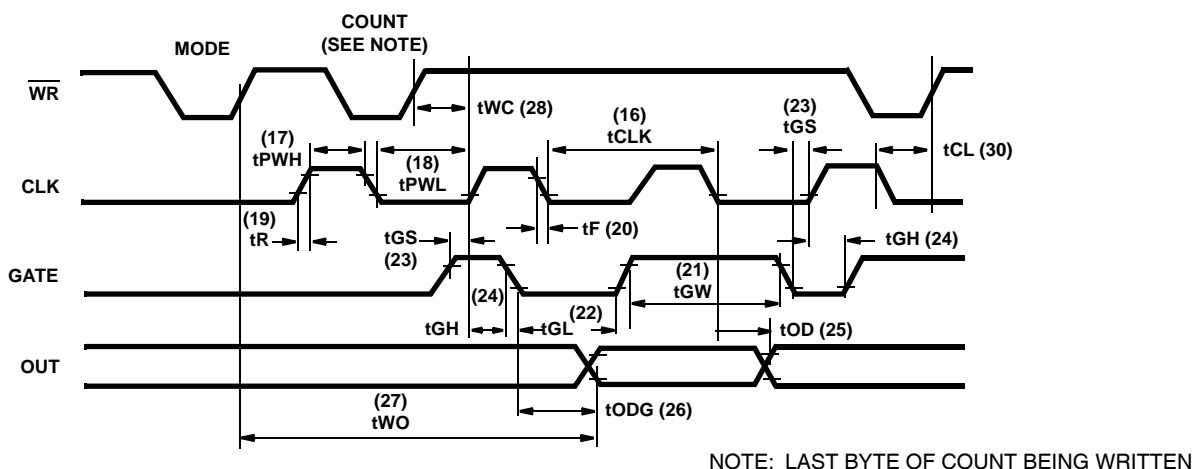 COUNT
(SEE NOTE)
MODE
WR
tWC (28)
(16)
tCLK
(23)
tGS
tCL (30)
(17)
tPWH
(18)
tPWL
CLK
(19)
tR
tF (20)
tGS
(23)
tGH (24)
GATE
(24)
tGH
(22)
tGL
(21)
tGW
tOD (25)
OUT
(27)
tWO
tODG (26)
NOTE: LAST BYTE OF COUNT BEING WRITTEN